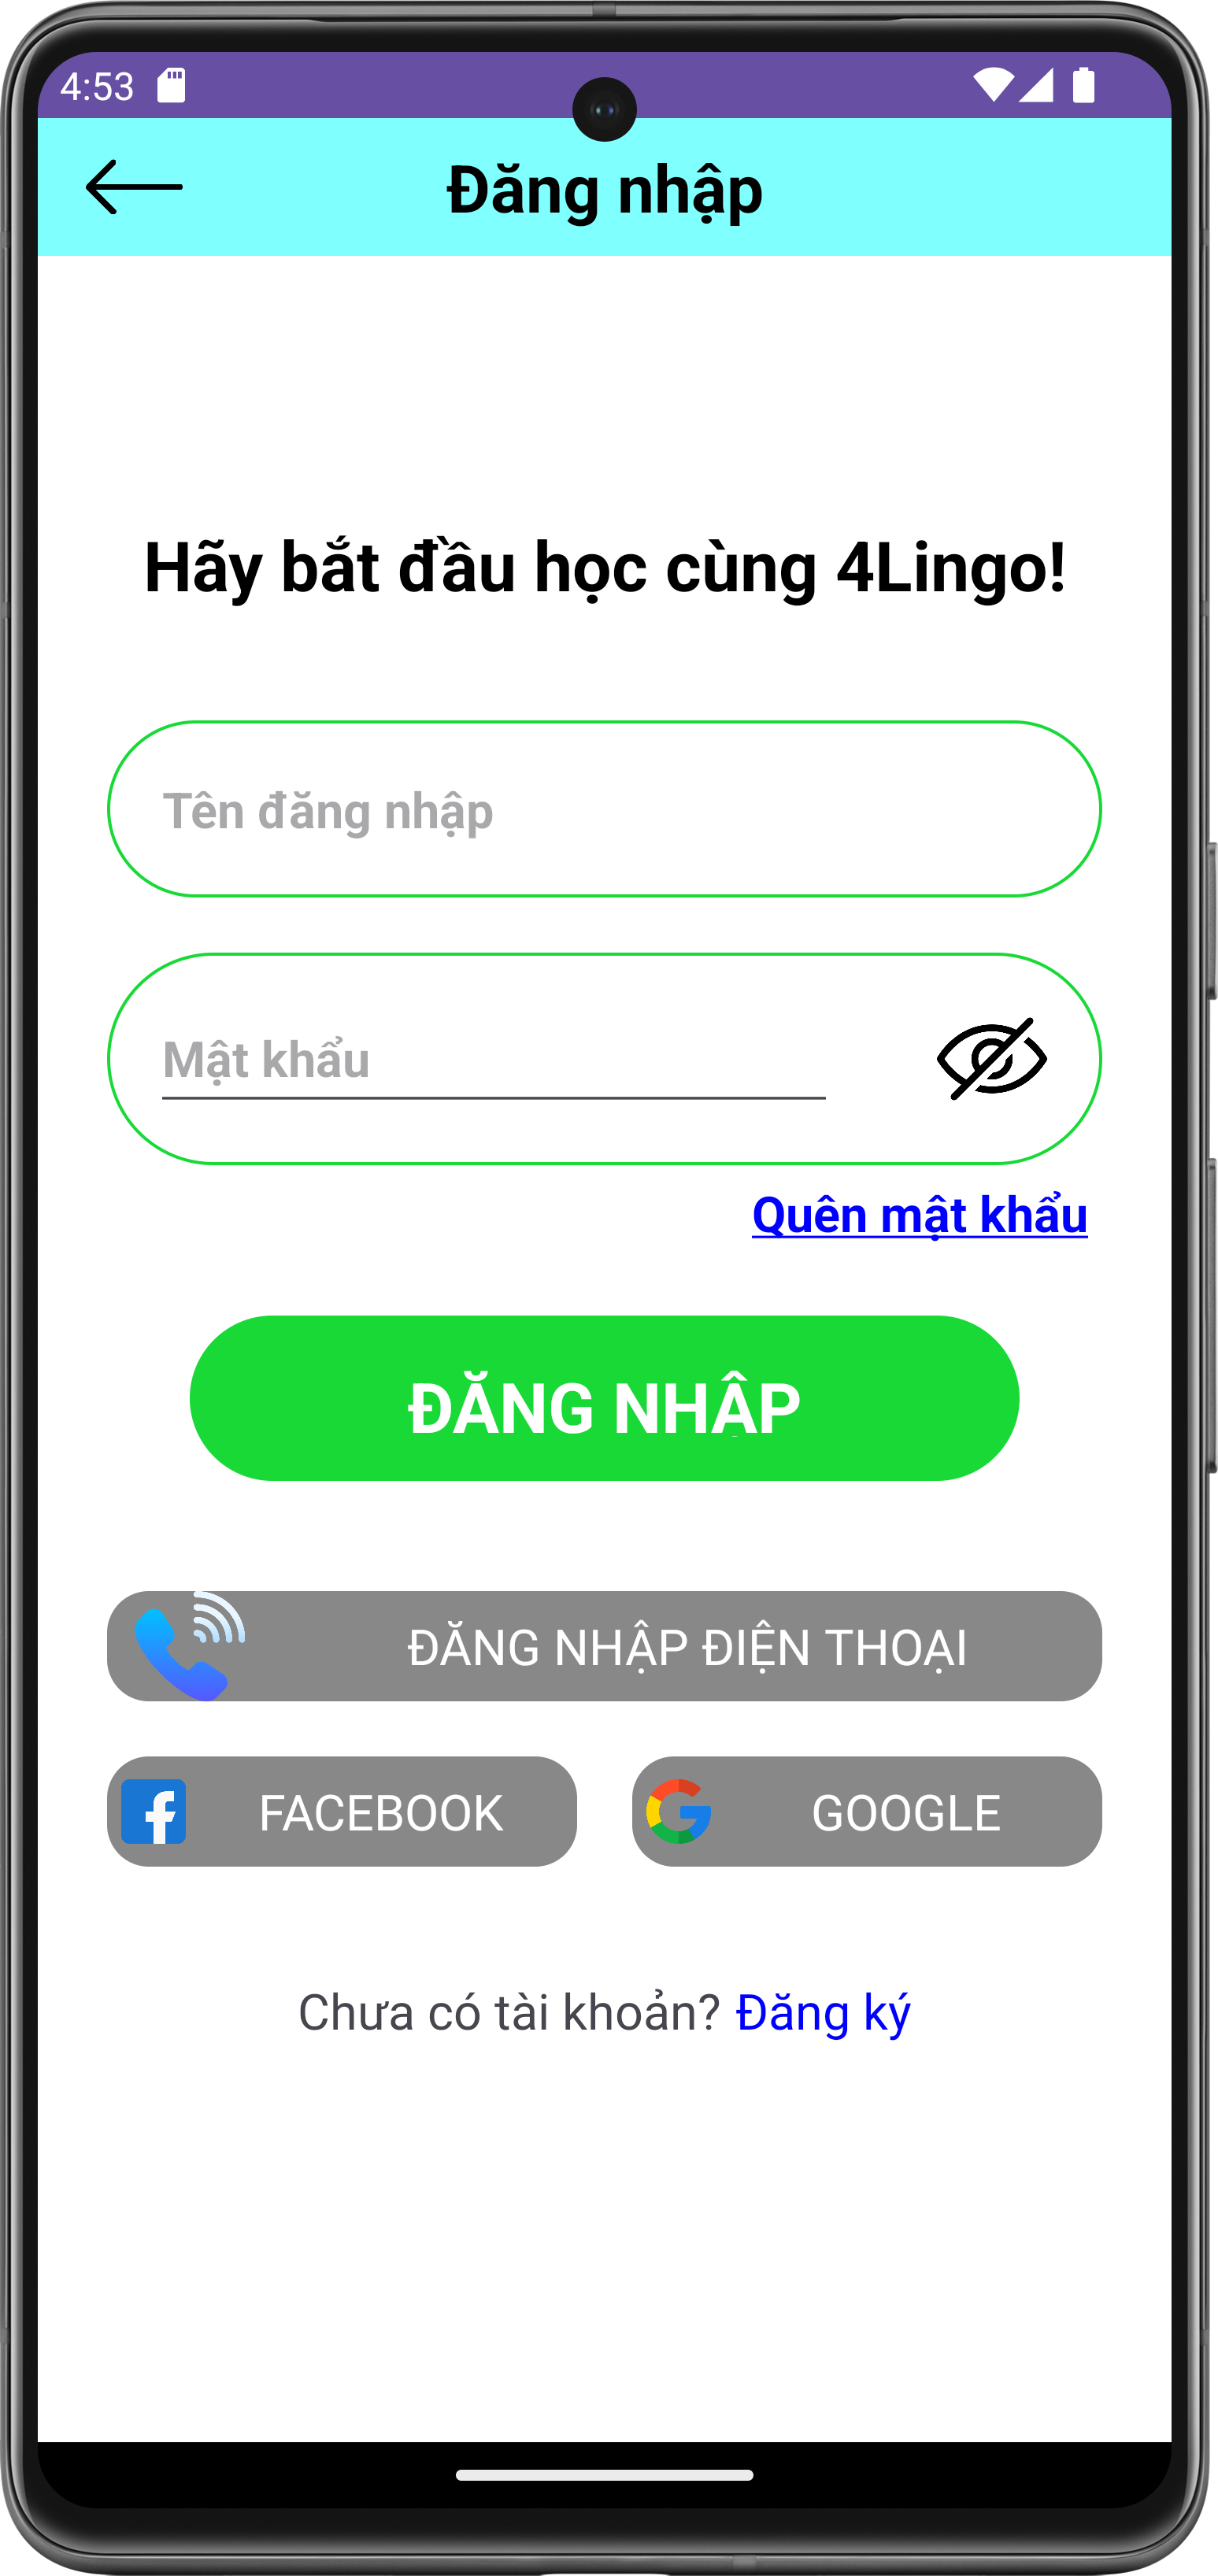 4:53
Đăng nhập
Hãy bắt đầu học cùng 4Lingo!
Tên đăng nhập
Mật khẩu
Quên mật khẩu
ĐĂNG NHẬP
ĐĂNG NHẬP ĐIỆN THOẠI
FACEBOOK
GOOGLE
Chưa có tài khoản? Đăng ký